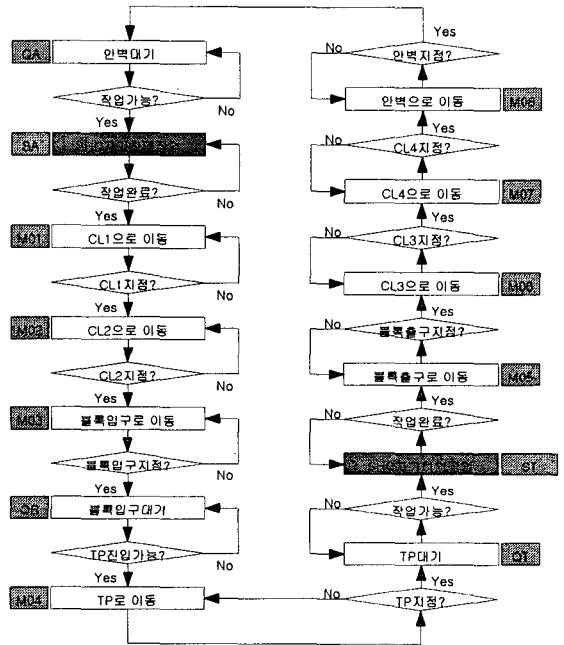 QA 안벽대기
작업가능?
No
Yes
SA
작업완료?
No
Yes
M01 CL1으로 이동
CL1지점?
No
Yes
M02 CL2으로 이동
CL2지점?
No
Yes
M03 블록입구로 이동
블록입구지점?
No
Yes
QB 블록입구대기
TP진입가능?
No
Yes
M04 TP로 이동
Yes
No 안벽지점?
안벽으로 이동
Yes
No CL4지점?
CL4으로 이동 M07
Yes
No CL3지점?
CL3으로 이동
Yes
No 블록출구지점?
블록출구로 이동 M05
Yes
No 작업완료?
ST
Yes
No 작업가능?
TP대기 QT
Yes
No TP지점?